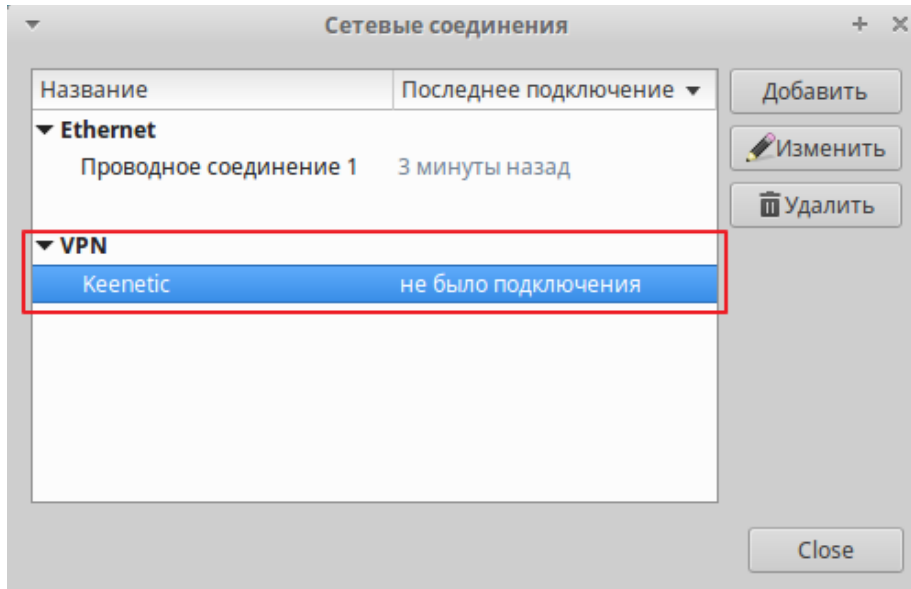 Сетевые соединения
Название Последнее подключение
Ethernet
Проводное соединение 1 3 минуты назад
VPN
Keenetic не было подключения
Добавить
Изменить
Удалить
Close